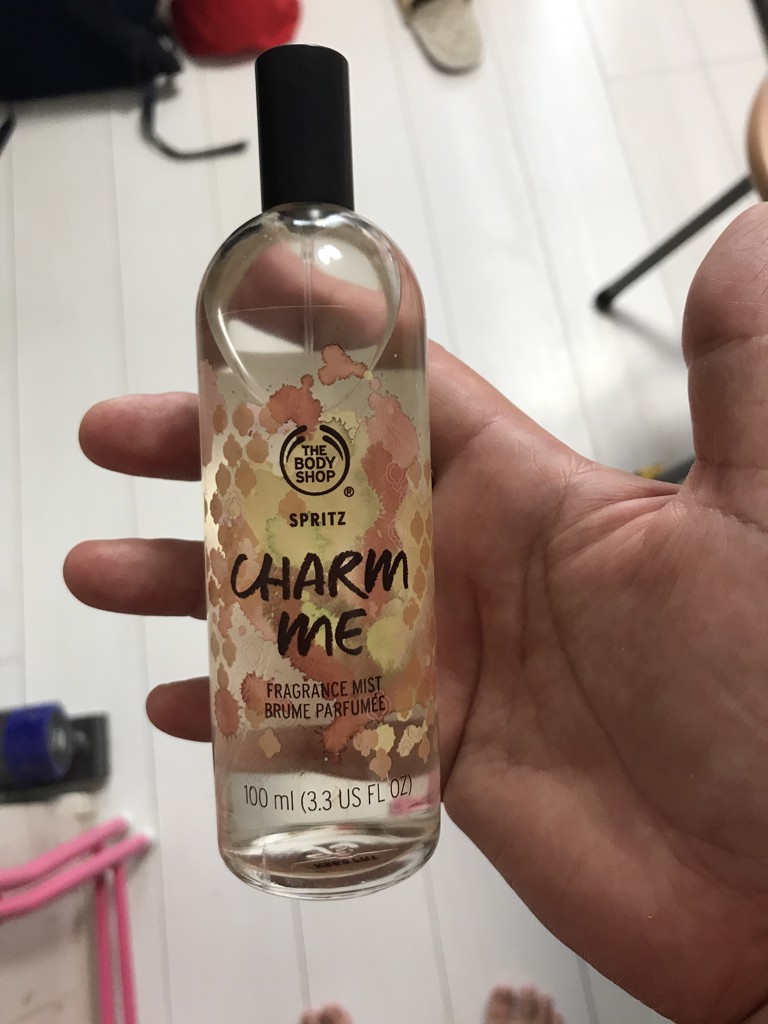 THE
BODY
SHOP
®
SPRITZ
CHARM
ME
FRAGRANCE MIST
BRUME PARFUMÉE
100 ml (3.3 US FL OZ)